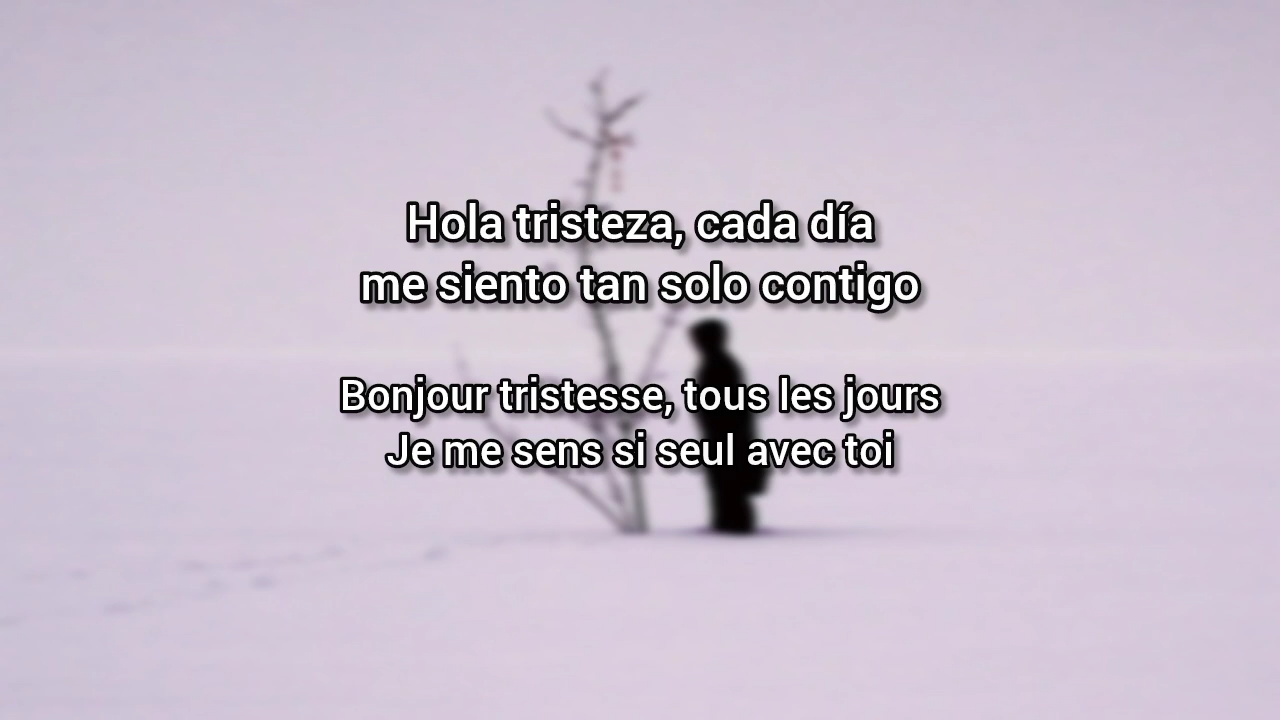 Hola tristeza, cada día
me siento tan solo contigo
Bonjour tristesse, tous les jours
Je me sens si seul avec toi